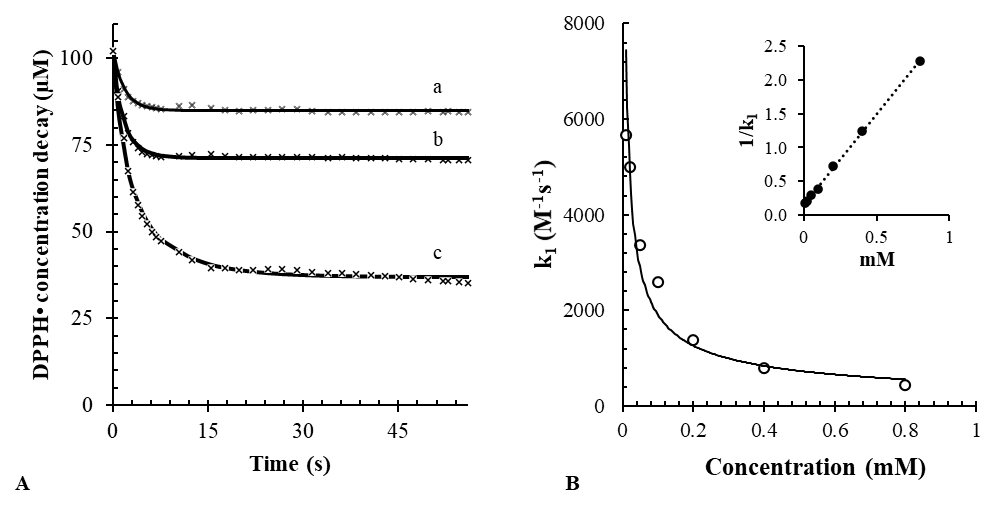 DPPH• concentration decay (μM)
100
75
50
25
0
0
15
30
45
Time (s)
a
b
c
A
k₁ (M⁻¹s⁻¹)
8000
6000
4000
2000
0
0
0.2
0.4
0.6
0.8
1
Concentration (mM)
1/k₁
2.5
2.0
1.5
1.0
0.5
0.0
0
0.5
1
mM
B